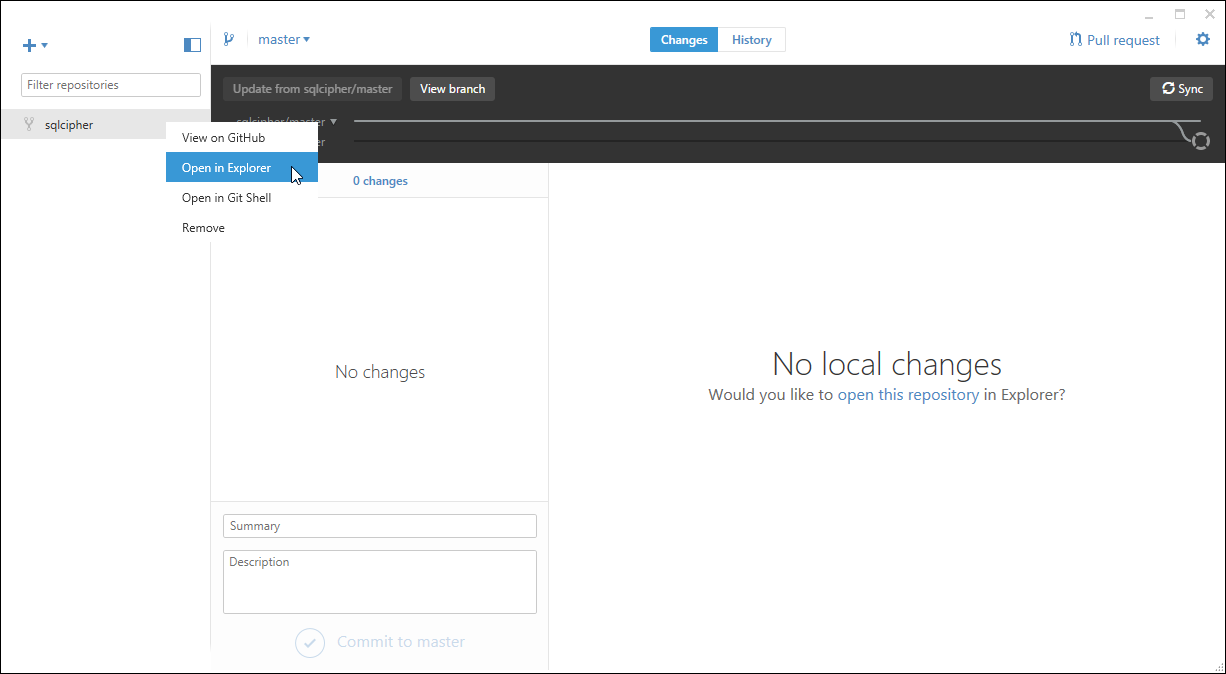 master
Changes
History
Pull request
Filter repositories
Update from sqlcipher/master
View branch
Sync
sqlcipher
sqlcipher/master
View on GitHub
Open in Explorer
0 changes
Open in Git Shell
Remove
No changes
No local changes
Would you like to open this repository in Explorer?
Summary
Description
Commit to master